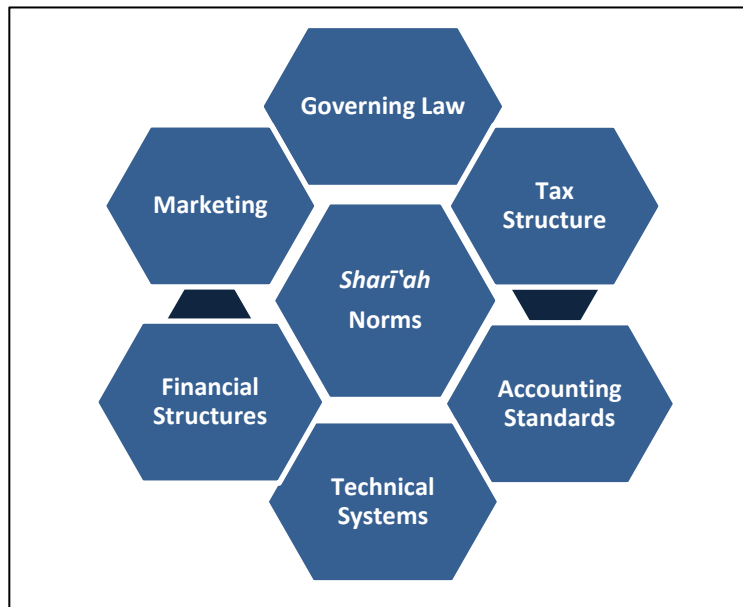 Governing Law
Marketing
Tax
Structure
Sharīʿah
Norms
Financial
Structures
Accounting
Standards
Technical
Systems